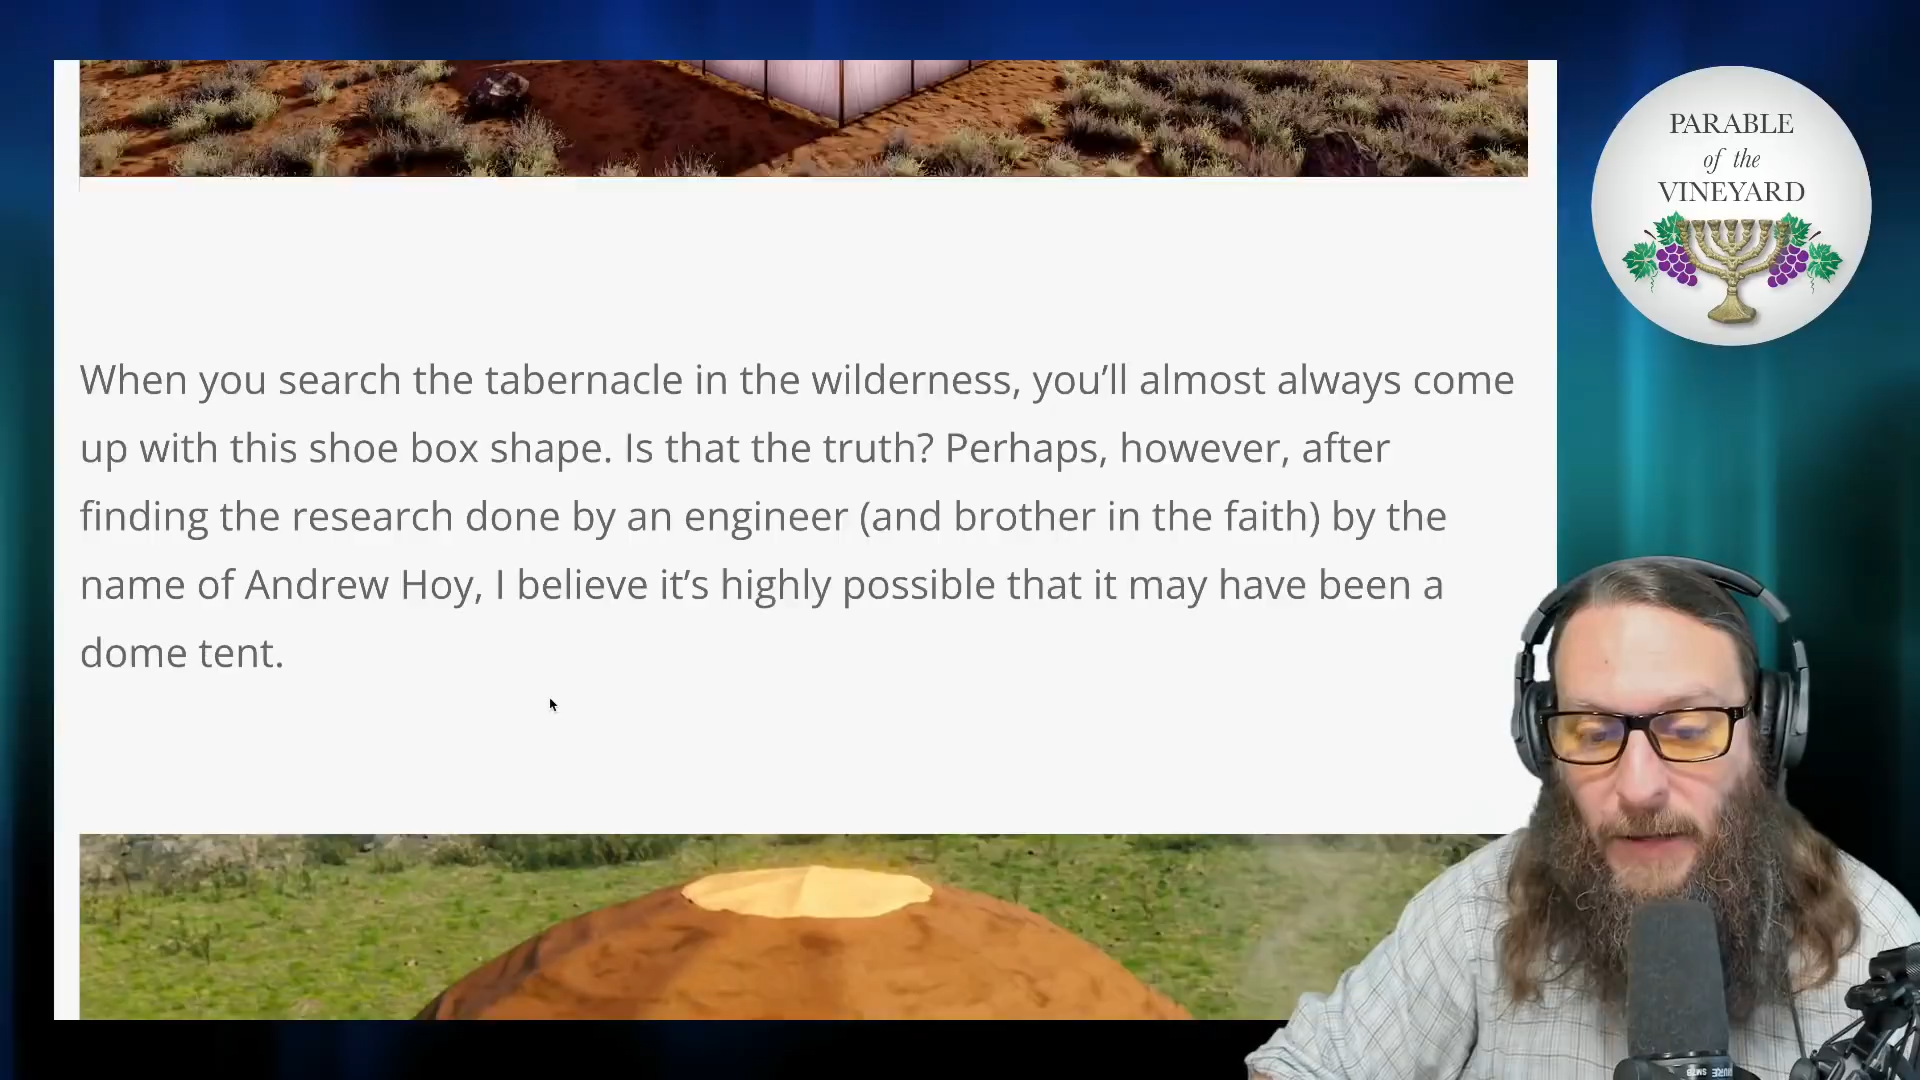 PARABLE
of the
VINEYARD
When you search the tabernacle in the wilderness, you’ll almost always come
up with this shoe box shape. Is that the truth? Perhaps, however, after
finding the research done by an engineer (and brother in the faith) by the
name of Andrew Hoy, I believe it’s highly possible that it may have been a
dome tent.